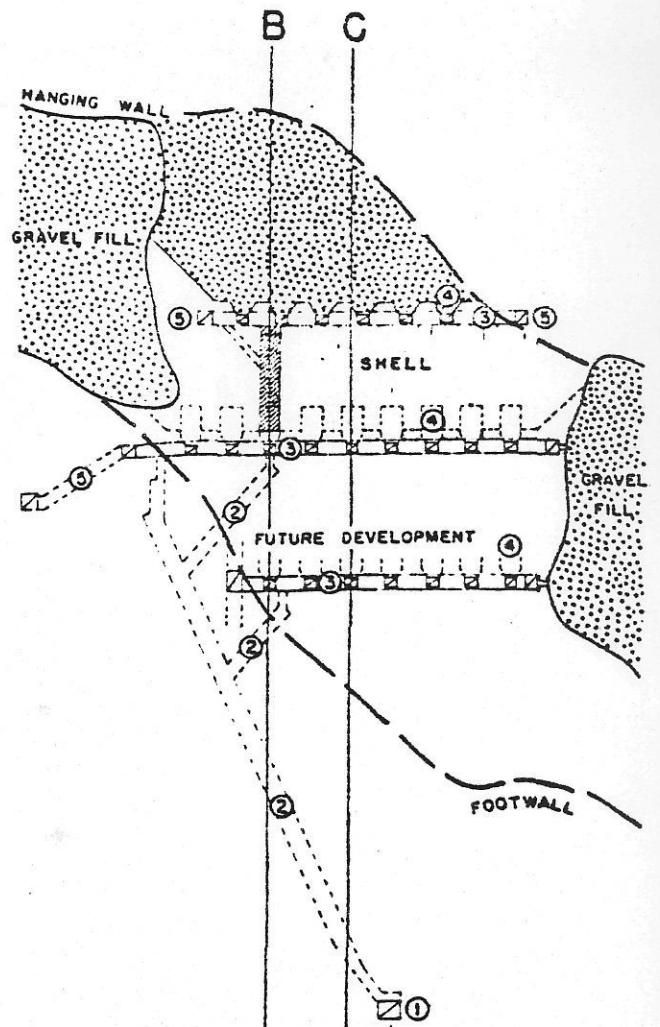 B C
HANGING WALL
GRAVEL FILL
④
⑤ ③ ⑤
SHELL
④
③
⑤
GRAVEL
FILL
②
FUTURE DEVELOPMENT
④
③
②
②
FOOTWALL
①